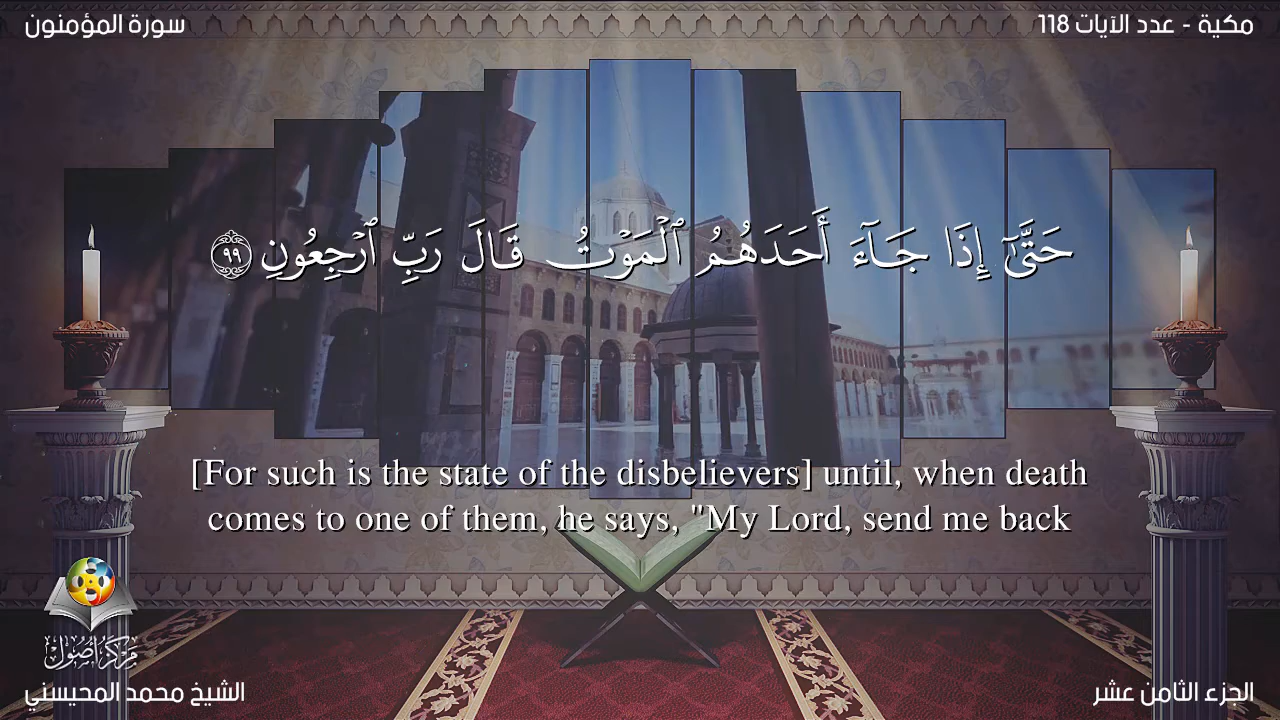 سورة المؤمنون
مكية - عدد الآيات 118
حَتَّىٰٓ إِذَا جَآءَ أَحَدَهُمُ ٱلْمَوْتُ قَالَ رَبِّ ٱرْجِعُونِ ٩٩
[For such is the state of the disbelievers] until, when death
comes to one of them, he says, "My Lord, send me back
مركز أصول
الشيخ محمد المحيسني
الجزء الثامن عشر